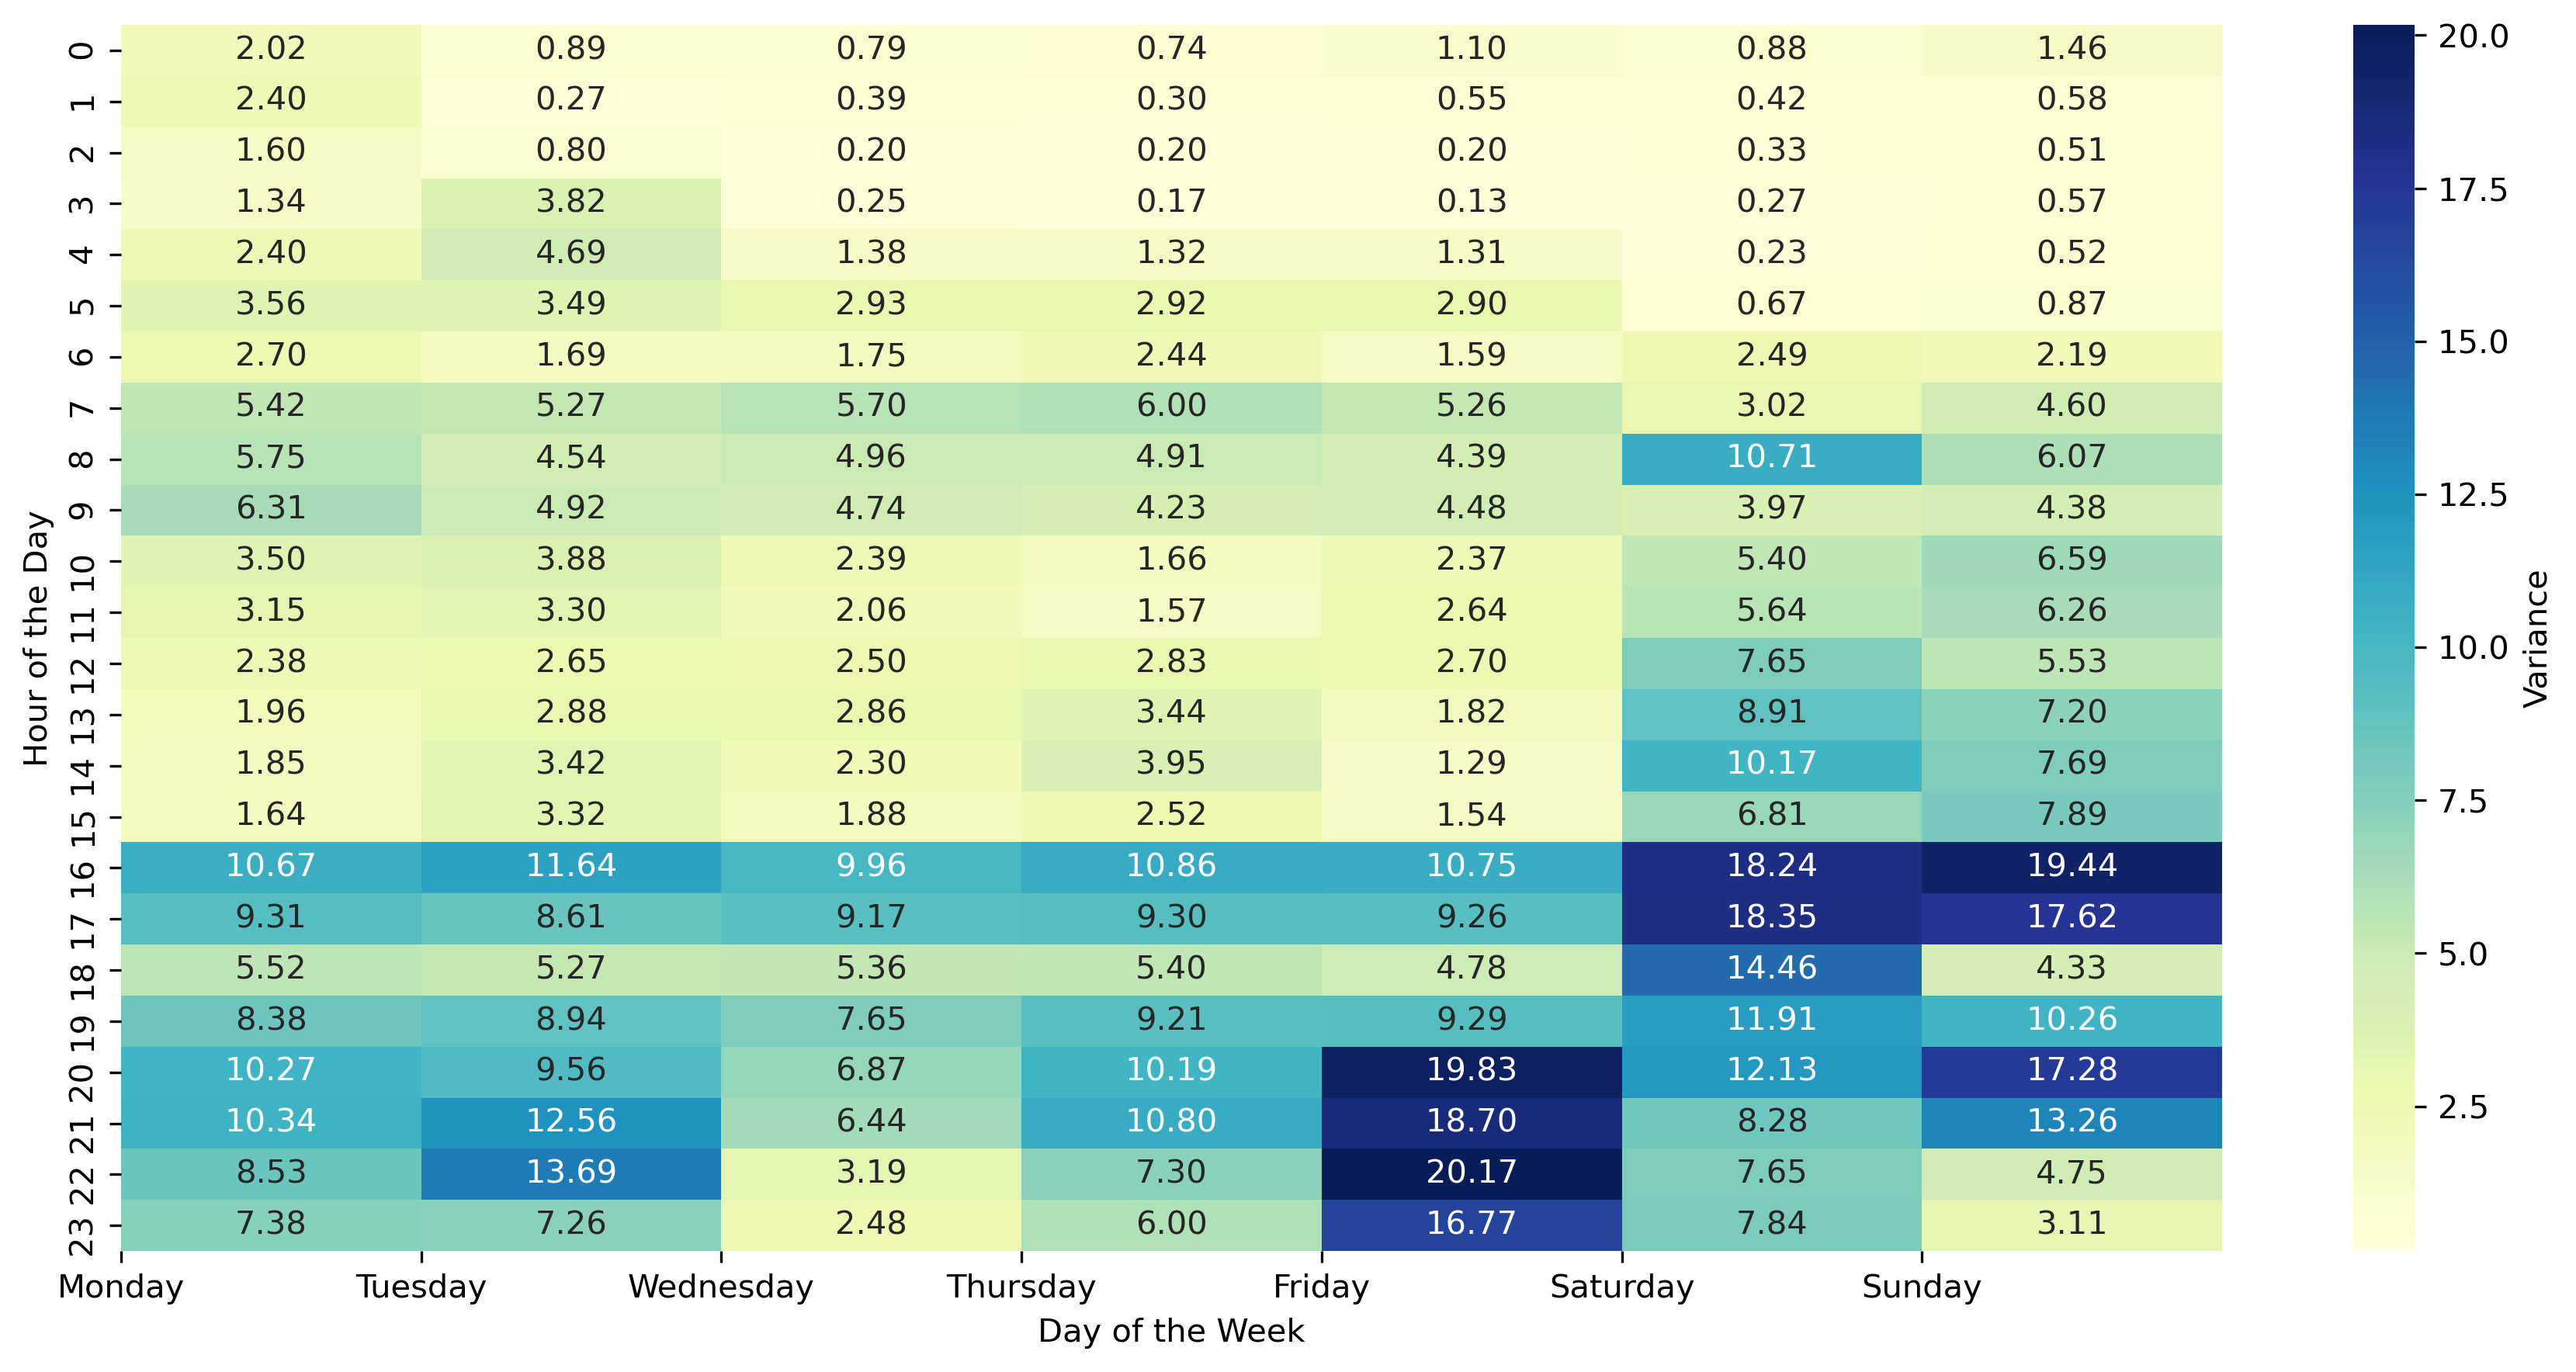 0 2.02 0.89 0.79 0.74 1.10 0.88 1.46
1 2.40 0.27 0.39 0.30 0.55 0.42 0.58
2 1.60 0.80 0.20 0.20 0.20 0.33 0.51
3 1.34 3.82 0.25 0.17 0.13 0.27 0.57
4 2.40 4.69 1.38 1.32 1.31 0.23 0.52
5 3.56 3.49 2.93 2.92 2.90 0.67 0.87
6 2.70 1.69 1.75 2.44 1.59 2.49 2.19
7 5.42 5.27 5.70 6.00 5.26 3.02 4.60
8 5.75 4.54 4.96 4.91 4.39 10.71 6.07
9 6.31 4.92 4.74 4.23 4.48 3.97 4.38
10 3.50 3.88 2.39 1.66 2.37 5.40 6.59
11 3.15 3.30 2.06 1.57 2.64 5.64 6.26
12 2.38 2.65 2.50 2.83 2.70 7.65 5.53
13 1.96 2.88 2.86 3.44 1.82 8.91 7.20
14 1.85 3.42 2.30 3.95 1.29 10.17 7.69
15 1.64 3.32 1.88 2.52 1.54 6.81 7.89
16 10.67 11.64 9.96 10.86 10.75 18.24 19.44
17 9.31 8.61 9.17 9.30 9.26 18.35 17.62
18 5.52 5.27 5.36 5.40 4.78 14.46 4.33
19 8.38 8.94 7.65 9.21 9.29 11.91 10.26
20 10.27 9.56 6.87 10.19 19.83 12.13 17.28
21 10.34 12.56 6.44 10.80 18.70 8.28 13.26
22 8.53 13.69 3.19 7.30 20.17 7.65 4.75
23 7.38 7.26 2.48 6.00 16.77 7.84 3.11
Monday Tuesday Wednesday Thursday Friday Saturday Sunday
Day of the Week
Hour of the Day
20.0
17.5
15.0
12.5
10.0
7.5
5.0
2.5
Variance